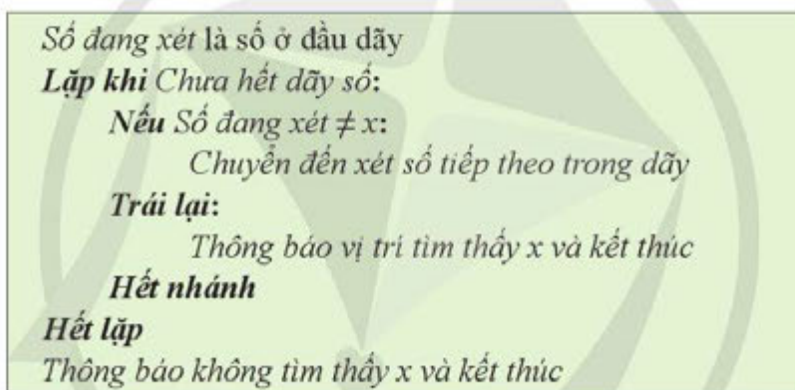 Số đang xét là số ở đầu dãy
Lặp khi Chưa hết dãy số:
Nếu Số đang xét ≠ x:
Chuyển đến xét số tiếp theo trong dãy
Trái lại:
Thông báo vị trí tìm thấy x và kết thúc
Hết nhánh
Hết lặp
Thông báo không tìm thấy x và kết thúc